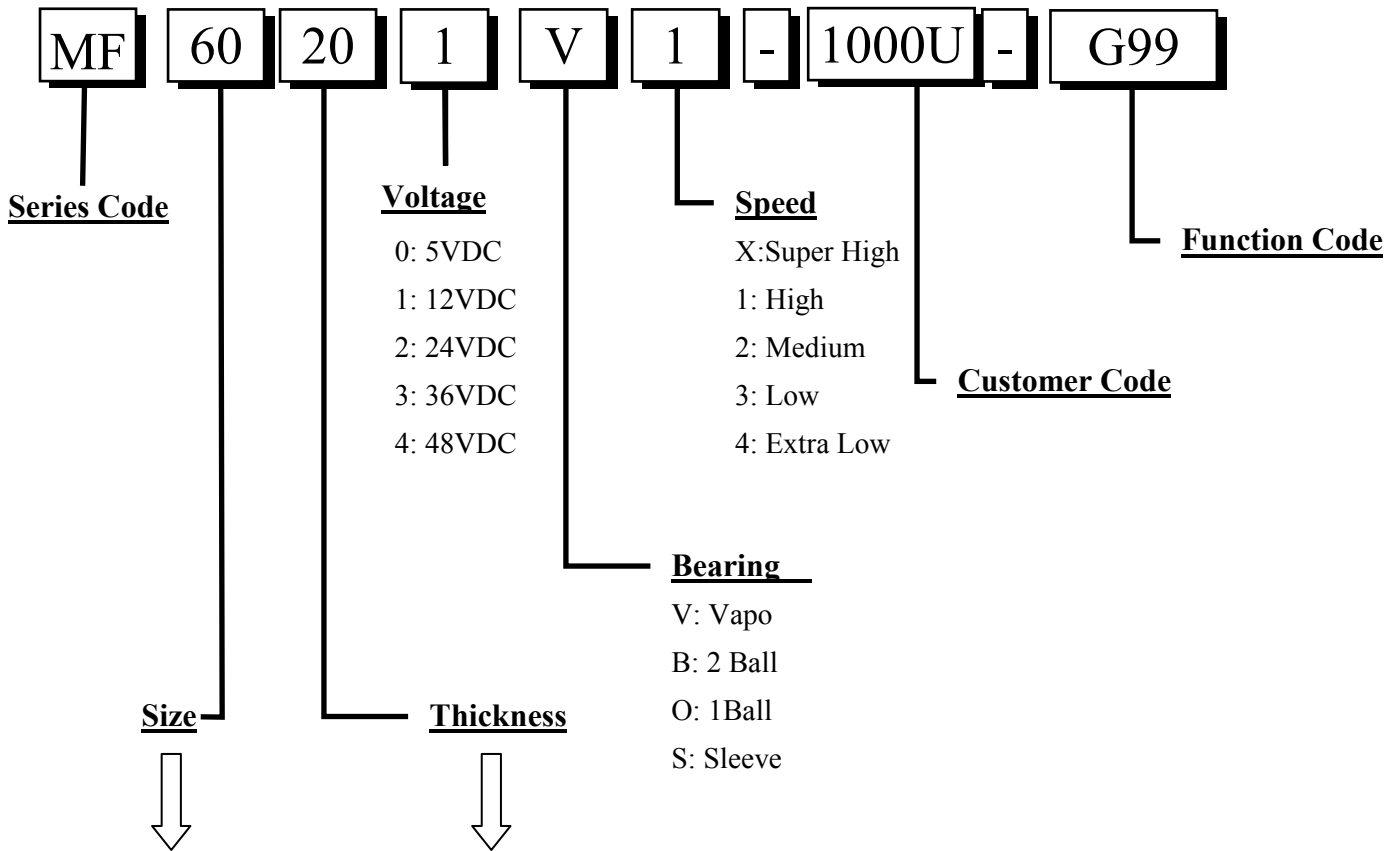 MF 60 20 1 V 1 - 1000U - G99
Series Code
Voltage
0: 5VDC
1: 12VDC
2: 24VDC
3: 36VDC
4: 48VDC
Speed
X:Super High
1: High
2: Medium
3: Low
4: Extra Low
Function Code
Customer Code
Bearing
V: Vapo
B: 2 Ball
O: 1Ball
S: Sleeve
Size
Thickness